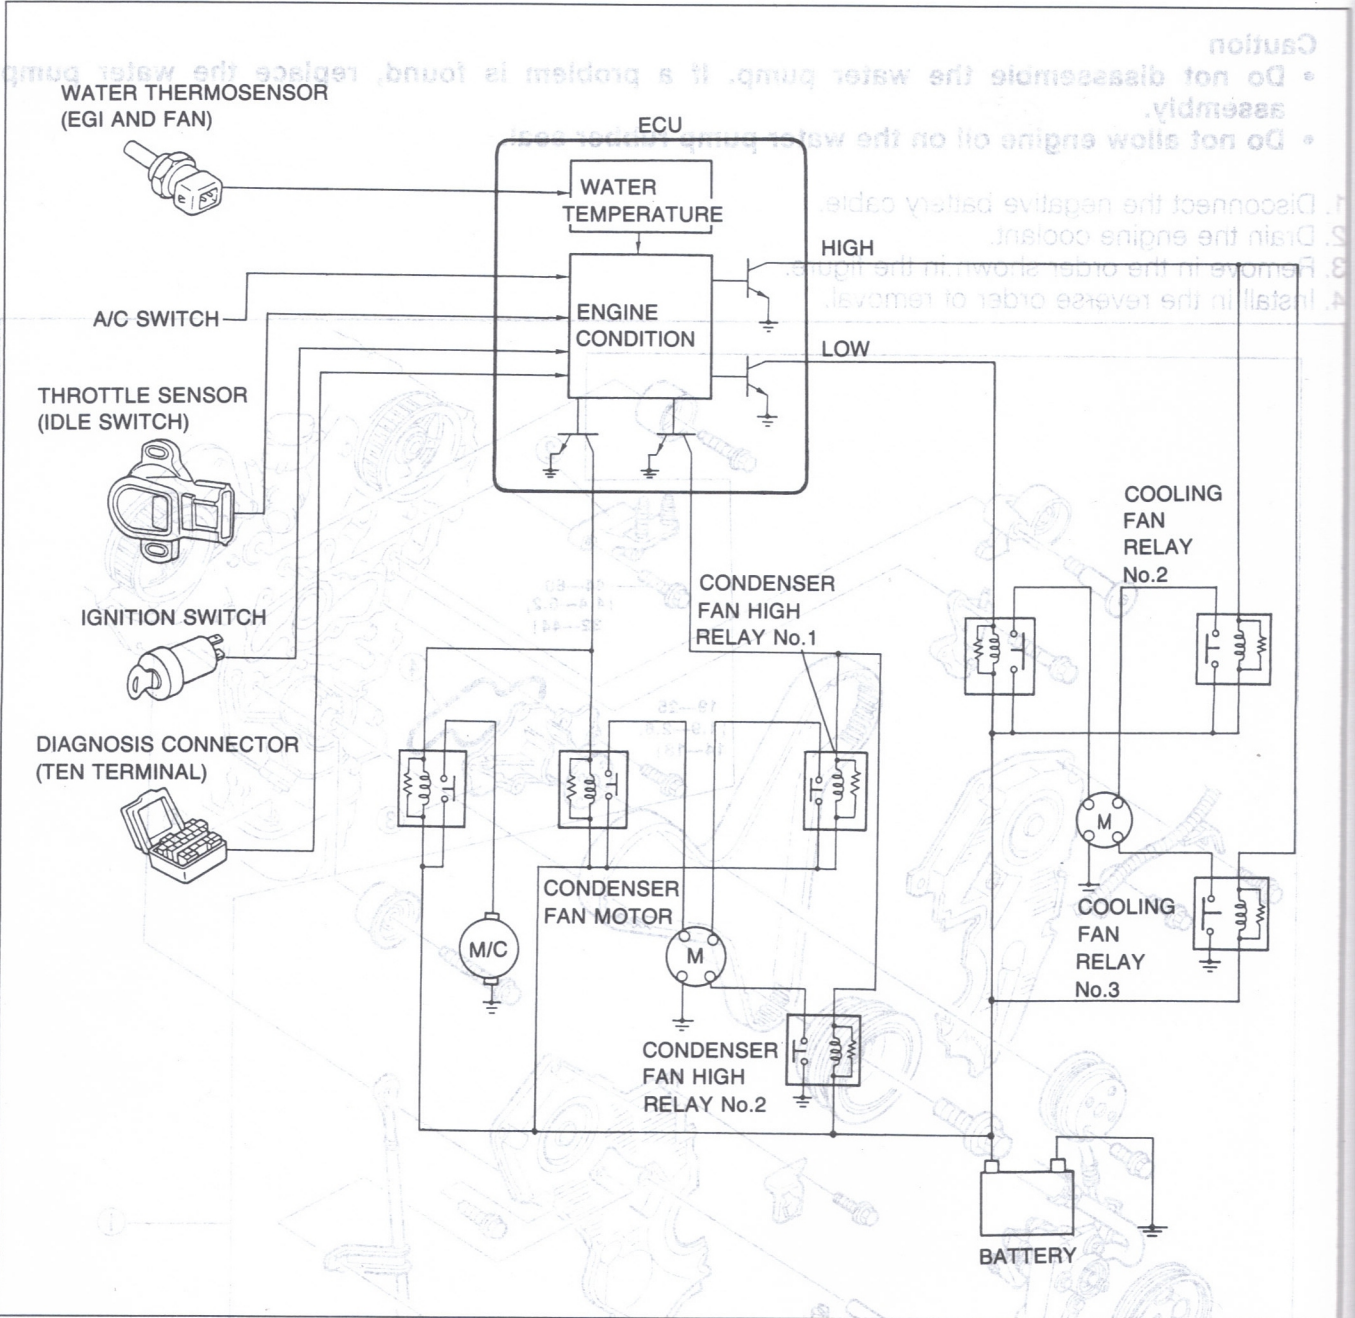 Caution
• Do not disassemble the water pump. If a problem is found, replace the water pump
assembly.
• Do not allow engine oil on the water pump rubber seal.
1. Disconnect the negative battery cable.
2. Drain the engine coolant.
3. Remove in the order shown in the figure.
4. Install in the reverse order of removal.
WATER THERMOSENSOR
(EGI AND FAN)
ECU
WATER
TEMPERATURE
HIGH
A/C SWITCH
ENGINE
CONDITION
LOW
THROTTLE SENSOR
(IDLE SWITCH)
COOLING
FAN
RELAY
No.2
CONDENSER
FAN HIGH
RELAY No.1
IGNITION SWITCH
19—25
DIAGNOSIS CONNECTOR
(TEN TERMINAL)
M
CONDENSER
FAN MOTOR
COOLING
FAN
RELAY
No.3
M/C
M
CONDENSER
FAN HIGH
RELAY No.2
BATTERY